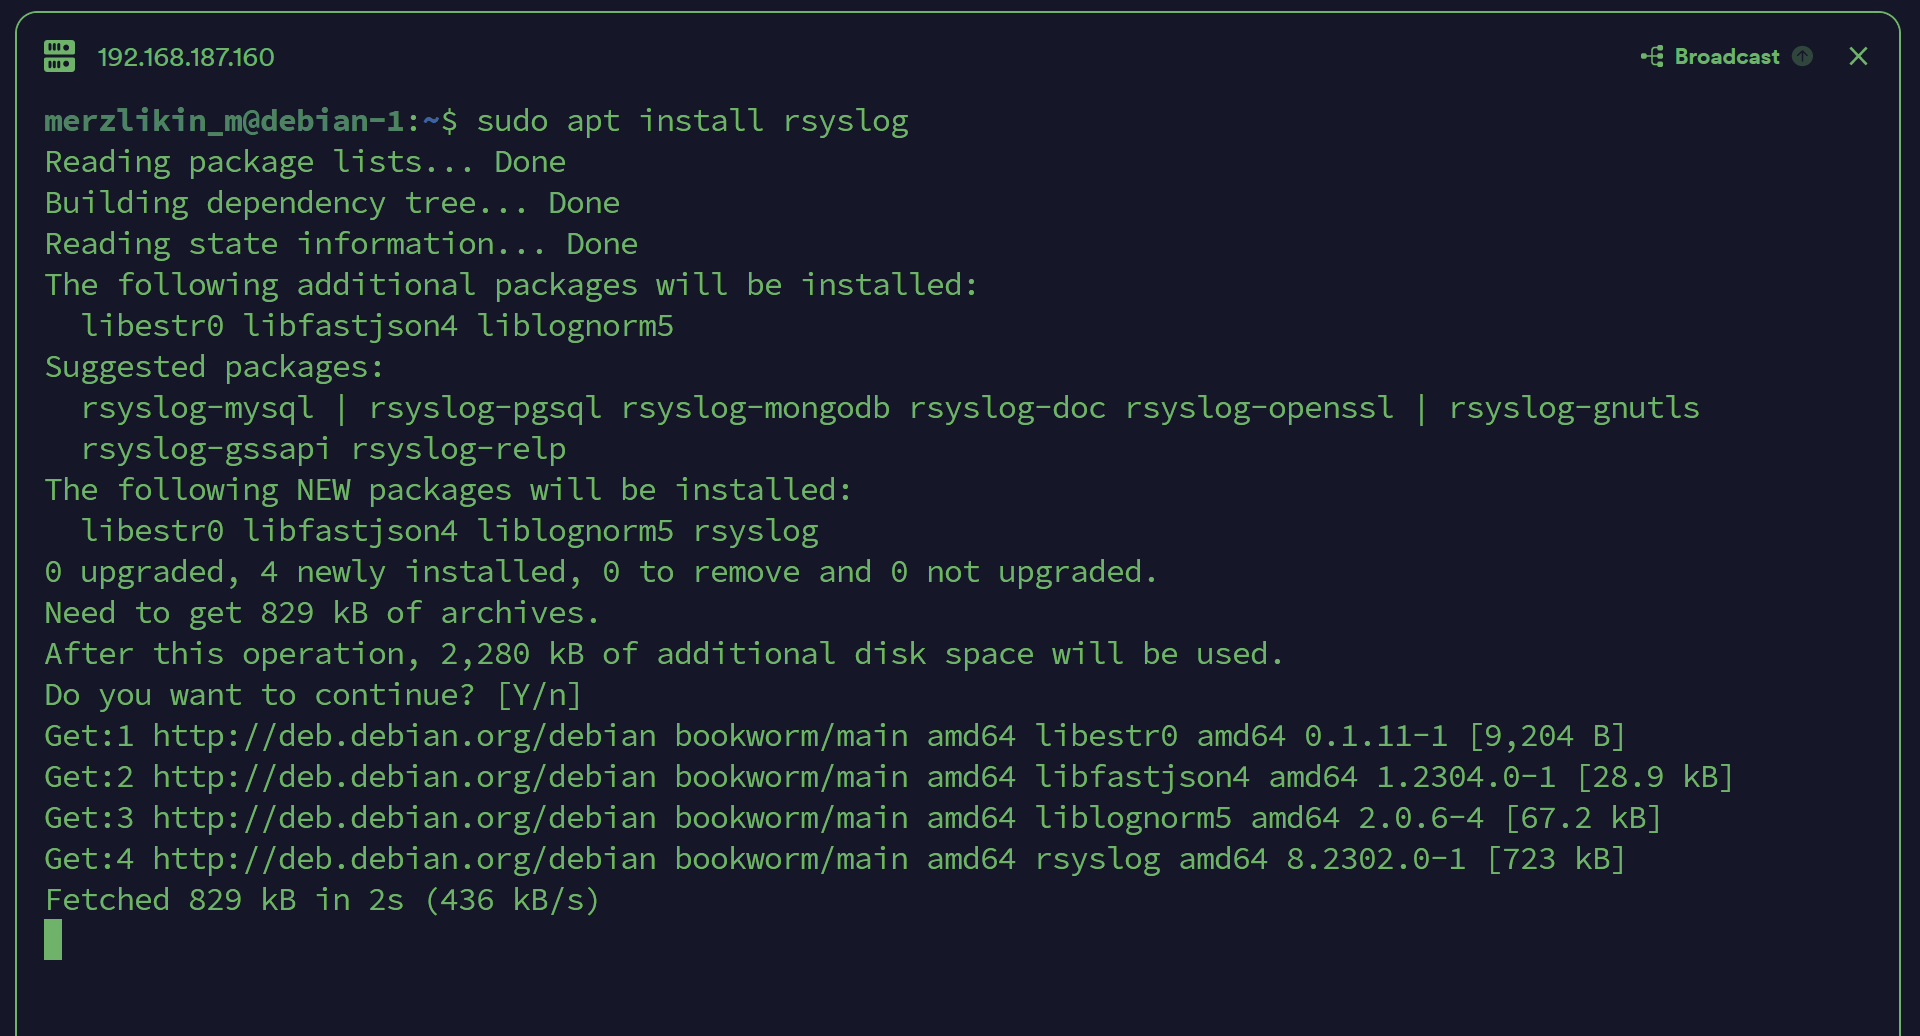 192.168.187.160
Broadcast
merzlikin_m@debian-1:~$ sudo apt install rsyslog
Reading package lists... Done
Building dependency tree... Done
Reading state information... Done
The following additional packages will be installed:
  libestr0 libfastjson4 liblognorm5
Suggested packages:
  rsyslog-mysql | rsyslog-pgsql rsyslog-mongodb rsyslog-doc rsyslog-openssl | rsyslog-gnutls
  rsyslog-gssapi rsyslog-relp
The following NEW packages will be installed:
  libestr0 libfastjson4 liblognorm5 rsyslog
0 upgraded, 4 newly installed, 0 to remove and 0 not upgraded.
Need to get 829 kB of archives.
After this operation, 2,280 kB of additional disk space will be used.
Do you want to continue? [Y/n]
Get:1 http://deb.debian.org/debian bookworm/main amd64 libestr0 amd64 0.1.11-1 [9,204 B]
Get:2 http://deb.debian.org/debian bookworm/main amd64 libfastjson4 amd64 1.2304.0-1 [28.9 kB]
Get:3 http://deb.debian.org/debian bookworm/main amd64 liblognorm5 amd64 2.0.6-4 [67.2 kB]
Get:4 http://deb.debian.org/debian bookworm/main amd64 rsyslog amd64 8.2302.0-1 [723 kB]
Fetched 829 kB in 2s (436 kB/s)